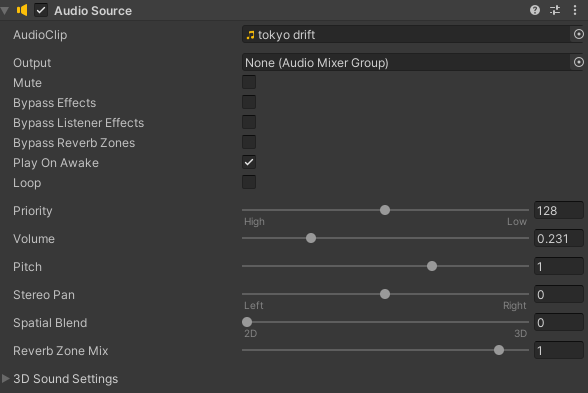 Audio Source
AudioClip tokyo drift
Output None (Audio Mixer Group)
Mute
Bypass Effects
Bypass Listener Effects
Bypass Reverb Zones
Play On Awake
Loop
Priority 128
High Low
Volume 0.231
Pitch 1
Stereo Pan 0
Left Right
Spatial Blend 0
2D 3D
Reverb Zone Mix 1
3D Sound Settings